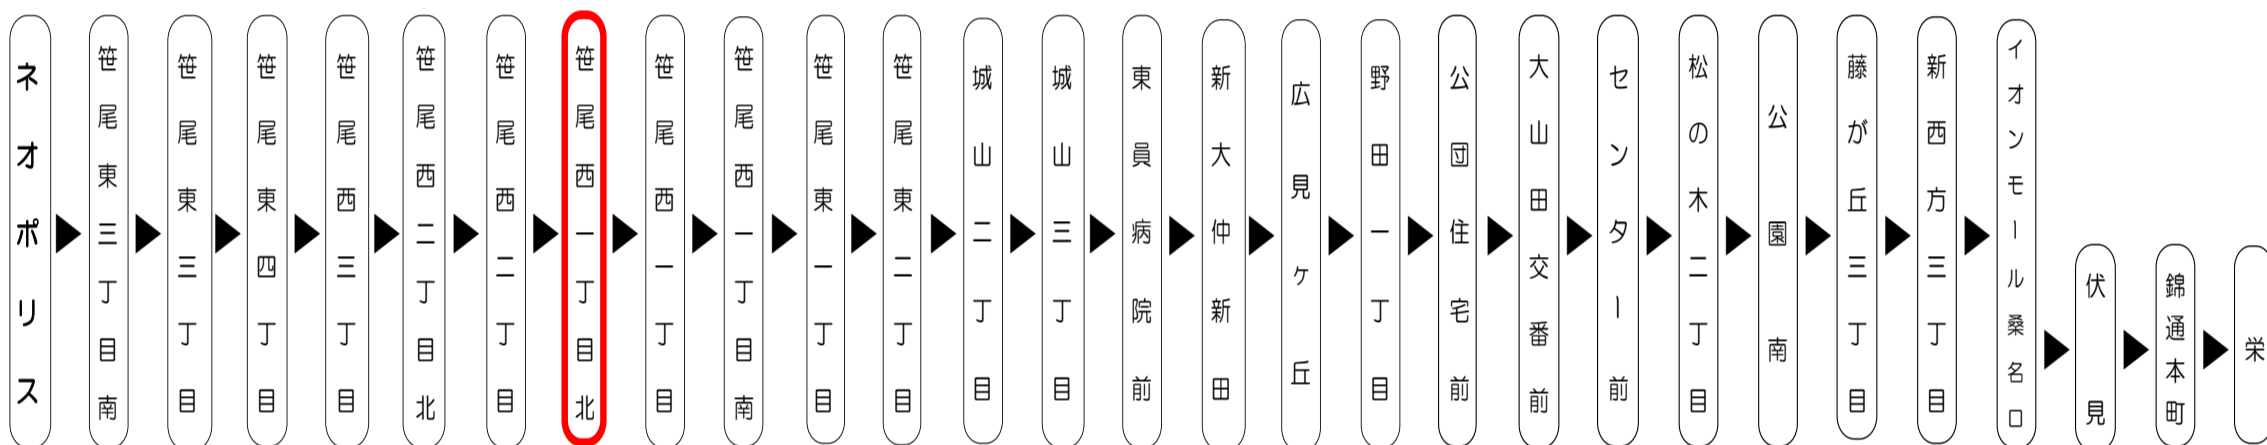 ネオポリス
笹尾東三丁目南
笹尾東三丁目
笹尾東四丁目
笹尾西三丁目
笹尾西二丁目北
笹尾西二丁目
笹尾西一丁目北
笹尾西一丁目
笹尾西一丁目南
笹尾東一丁目
笹尾東二丁目
城山二丁目
城山三丁目
東員病院前
新大仲新田
広見ヶ丘
野田一丁目
公団住宅前
大山田交番前
センター前
松の木二丁目
公園南
藤が丘三丁目
新西方三丁目
イオンモール桑名口
伏見
錦通本町
栄